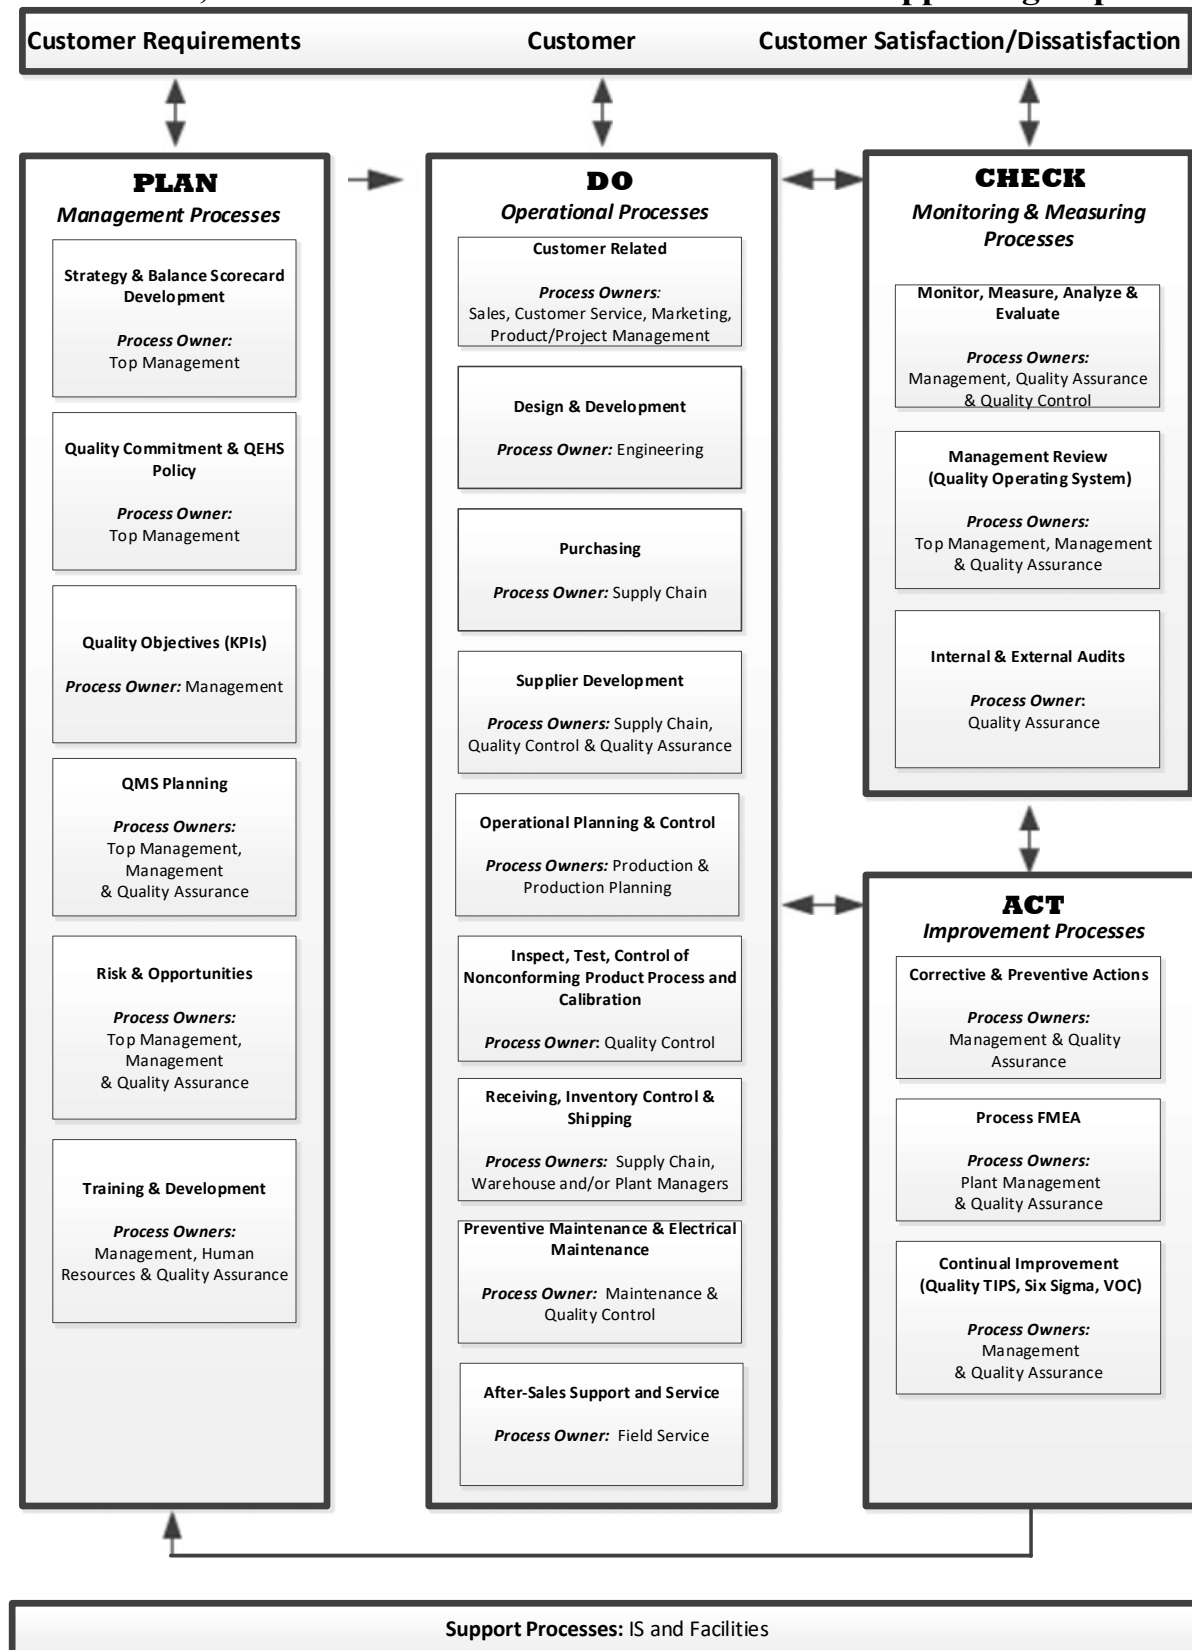 Customer Requirements
Customer
Customer Satisfaction/Dissatisfaction
PLAN
Management Processes
Strategy & Balance Scorecard
Development
Process Owner:
Top Management
Quality Commitment & QEHS
Policy
Process Owner:
Top Management
Quality Objectives (KPIs)
Process Owner: Management
QMS Planning
Process Owners:
Top Management,
Management
& Quality Assurance
Risk & Opportunities
Process Owners:
Top Management,
Management
& Quality Assurance
Training & Development
Process Owners:
Management, Human
Resources & Quality Assurance
DO
Operational Processes
Customer Related
Process Owners:
Sales, Customer Service, Marketing,
Product/Project Management
Design & Development
Process Owner: Engineering
Purchasing
Process Owner: Supply Chain
Supplier Development
Process Owners: Supply Chain,
Quality Control & Quality Assurance
Operational Planning & Control
Process Owners: Production &
Production Planning
Inspect, Test, Control of
Nonconforming Product Process and
Calibration
Process Owner: Quality Control
Receiving, Inventory Control &
Shipping
Process Owners: Supply Chain,
Warehouse and/or Plant Managers
Preventive Maintenance & Electrical
Maintenance
Process Owner: Maintenance &
Quality Control
After-Sales Support and Service
Process Owner: Field Service
CHECK
Monitoring & Measuring
Processes
Monitor, Measure, Analyze &
Evaluate
Process Owners:
Management, Quality Assurance
& Quality Control
Management Review
(Quality Operating System)
Process Owners:
Top Management, Management
& Quality Assurance
Internal & External Audits
Process Owner:
Quality Assurance
ACT
Improvement Processes
Corrective & Preventive Actions
Process Owners:
Management & Quality
Assurance
Process FMEA
Process Owners:
Plant Management
& Quality Assurance
Continual Improvement
(Quality TIPS, Six Sigma, VOC)
Process Owners:
Management
& Quality Assurance
Support Processes: IS and Facilities